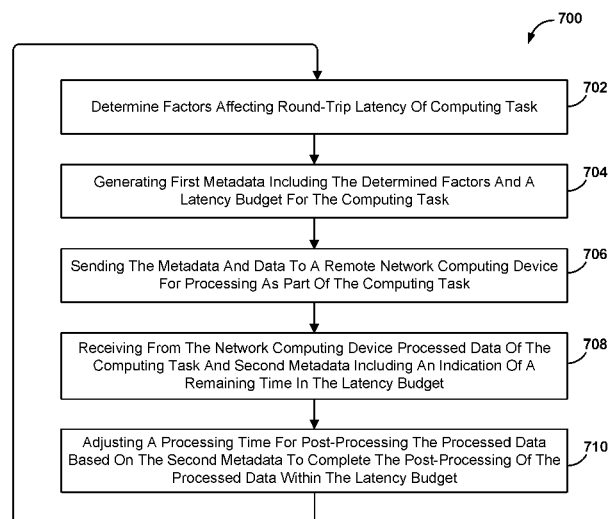 700
702
Determine Factors Affecting Round-Trip Latency Of Computing Task
704
Generating First Metadata Including The Determined Factors And A
Latency Budget For The Computing Task
706
Sending The Metadata And Data To A Remote Network Computing Device
For Processing As Part Of The Computing Task
708
Receiving From The Network Computing Device Processed Data Of The
Computing Task And Second Metadata Including An Indication Of A
Remaining Time In The Latency Budget
710
Adjusting A Processing Time For Post-Processing The Processed Data
Based On The Second Metadata To Complete The Post-Processing Of The
Processed Data Within The Latency Budget